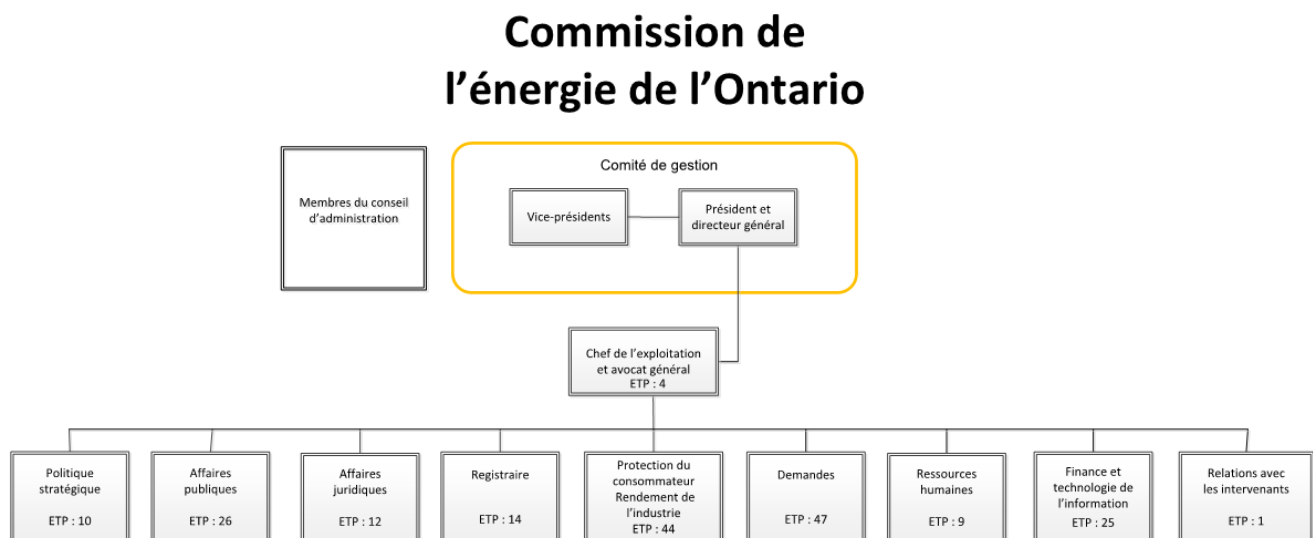 Commission de
l’énergie de l’Ontario
Membres du conseil
d’administration
Comité de gestion
Vice-présidents
Président et
directeur général
Chef de l’exploitation
et avocat général
ETP : 4
Politique
stratégique
ETP : 10
Affaires
publiques
ETP : 26
Affaires
juridiques
ETP : 12
Registraire
ETP : 14
Protection du
consommateur
Rendement de
l’industrie
ETP : 44
Demandes
ETP : 47
Ressources
humaines
ETP : 9
Finance et
technologie de
l’information
ETP : 25
Relations avec
les intervenants
ETP : 1